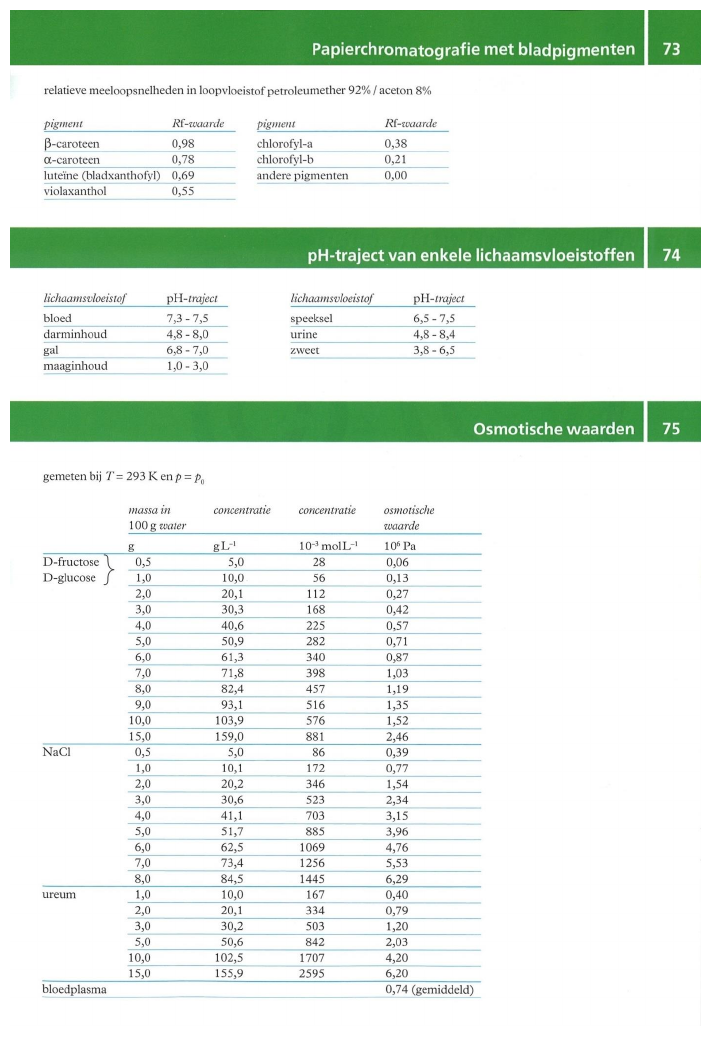 Papierchromatografie met bladpigmenten 73
relatieve meeloopsnelheden in loopvloeistof petroleumether 92% / aceton 8%
pigment Rf-waarde pigment Rf-waarde
β-caroteen 0,98 chlorofyl-a 0,38
α-caroteen 0,78 chlorofyl-b 0,21
luteïne (bladxanthofyl) 0,69 andere pigmenten 0,00
violaxanthol 0,55
pH-traject van enkele lichaamsvloeistoffen 74
lichaamsvloeistof pH-traject lichaamsvloeistof pH-traject
bloed 7,3 - 7,5 speeksel 6,5 - 7,5
darminhoud 4,8 - 8,0 urine 4,8 - 8,4
gal 6,8 - 7,0 zweet 3,8 - 6,5
maaginhoud 1,0 - 3,0
Osmotische waarden 75
gemeten bij T = 293 K en p = p₀
massa in concentratie concentratie osmotische
100 g water waarde
g g L⁻¹ 10⁻³ mol L⁻¹ 10⁶ Pa
D-fructose } 0,5 5,0 28 0,06
D-glucose 1,0 10,0 56 0,13
2,0 20,1 112 0,27
3,0 30,3 168 0,42
4,0 40,6 225 0,57
5,0 50,9 282 0,71
6,0 61,3 340 0,87
7,0 71,8 398 1,03
8,0 82,4 457 1,19
9,0 93,1 516 1,35
10,0 103,9 576 1,52
15,0 159,0 881 2,46
NaCl 0,5 5,0 86 0,39
1,0 10,1 172 0,77
2,0 20,2 346 1,54
3,0 30,6 523 2,34
4,0 41,1 703 3,15
5,0 51,7 885 3,96
6,0 62,5 1069 4,76
7,0 73,4 1256 5,53
8,0 84,5 1445 6,29
ureum 1,0 10,0 167 0,40
2,0 20,1 334 0,79
3,0 30,2 503 1,20
5,0 50,6 842 2,03
10,0 102,5 1707 4,20
15,0 155,9 2595 6,20
bloedplasma 0,74 (gemiddeld)